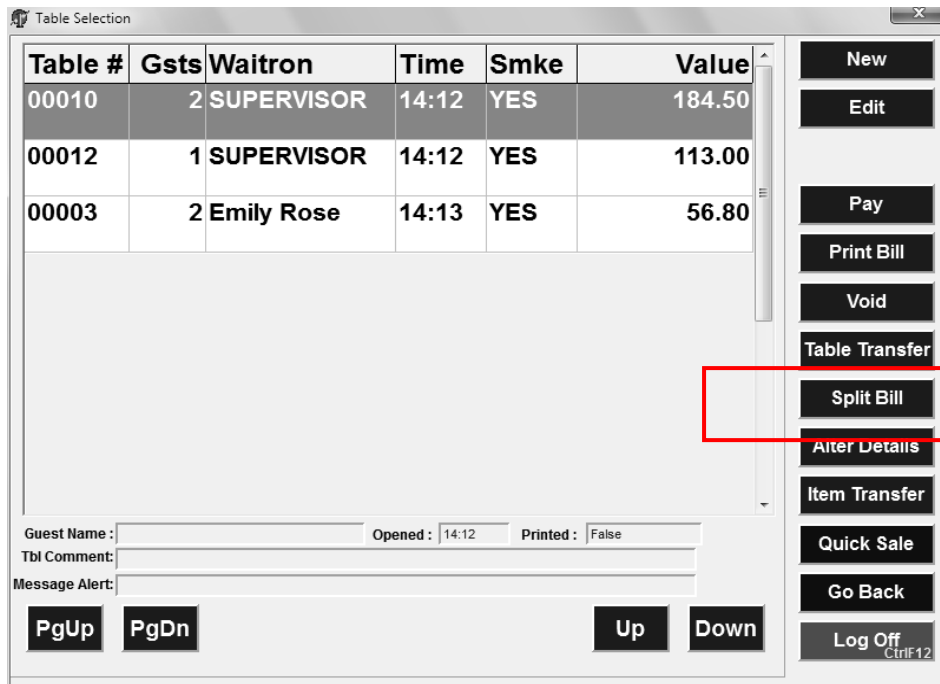 Table Selection
x
Table # Gsts Waitron Time Smke Value
00010 2 SUPERVISOR 14:12 YES 184.50
00012 1 SUPERVISOR 14:12 YES 113.00
00003 2 Emily Rose 14:13 YES 56.80
Guest Name : Opened : 14:12 Printed : False
Tbl Comment:
Message Alert:
PgUp PgDn Up Down
New
Edit
Pay
Print Bill
Void
Table Transfer
Split Bill
Alter Details
Item Transfer
Quick Sale
Go Back
Log Off
CtrlF12